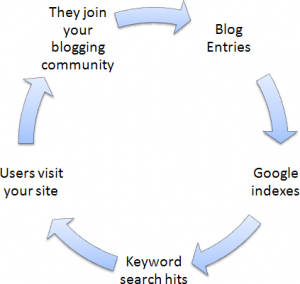 They join
your
blogging
community
Blog
Entries
Google
indexes
Keyword
search hits
Users visit
your site